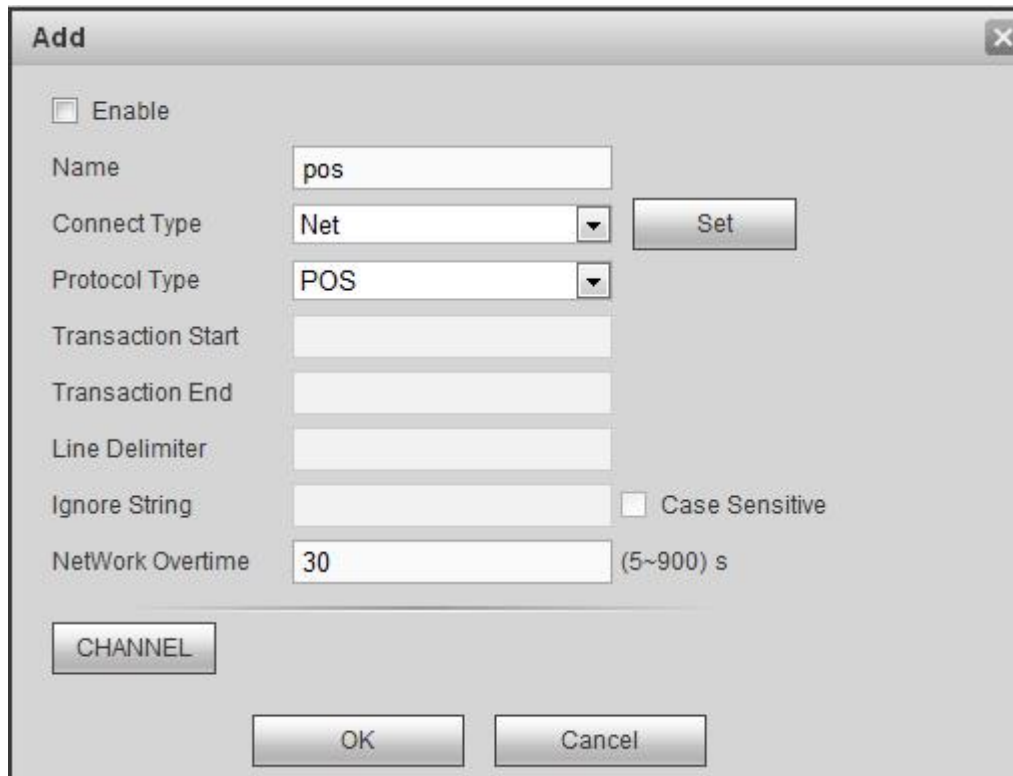 Add
Enable
Name pos
Connect Type Net Set
Protocol Type POS
Transaction Start
Transaction End
Line Delimiter
Ignore String Case Sensitive
NetWork Overtime 30 (5~900) s
CHANNEL
OK Cancel